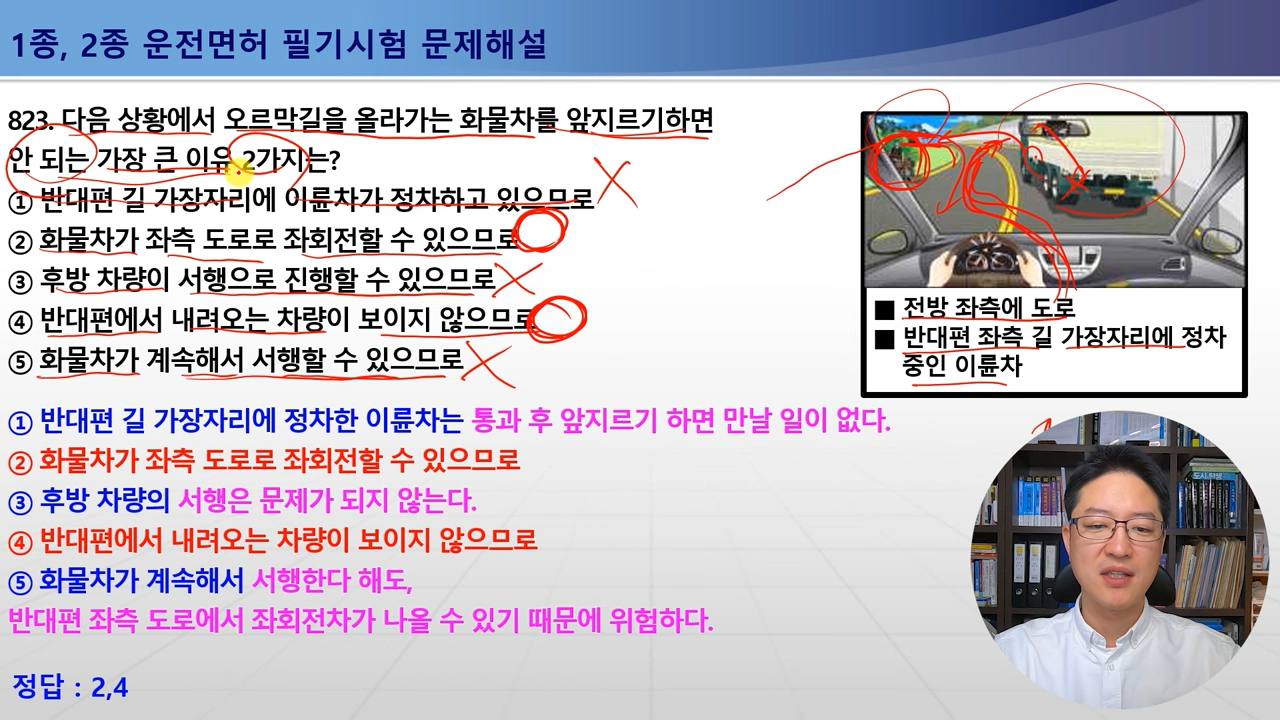 1종, 2종 운전면허 필기시험 문제해설
823. 다음 상황에서 오르막길을 올라가는 화물차를 앞지르기하면
안 되는 가장 큰 이유 2가지는?
① 반대편 길 가장자리에 이륜차가 정차하고 있으므로
② 화물차가 좌측 도로로 좌회전할 수 있으므로
③ 후방 차량이 서행으로 진행할 수 있으므로
④ 반대편에서 내려오는 차량이 보이지 않으므로
⑤ 화물차가 계속해서 서행할 수 있으므로
■ 전방 좌측에 도로
■ 반대편 좌측 길 가장자리에 정차
중인 이륜차
① 반대편 길 가장자리에 정차한 이륜차는 통과 후 앞지르기 하면 만날 일이 없다.
② 화물차가 좌측 도로로 좌회전할 수 있으므로
③ 후방 차량의 서행은 문제가 되지 않는다.
④ 반대편에서 내려오는 차량이 보이지 않으므로
⑤ 화물차가 계속해서 서행한다 해도,
반대편 좌측 도로에서 좌회전차가 나올 수 있기 때문에 위험하다.
정답 : 2,4